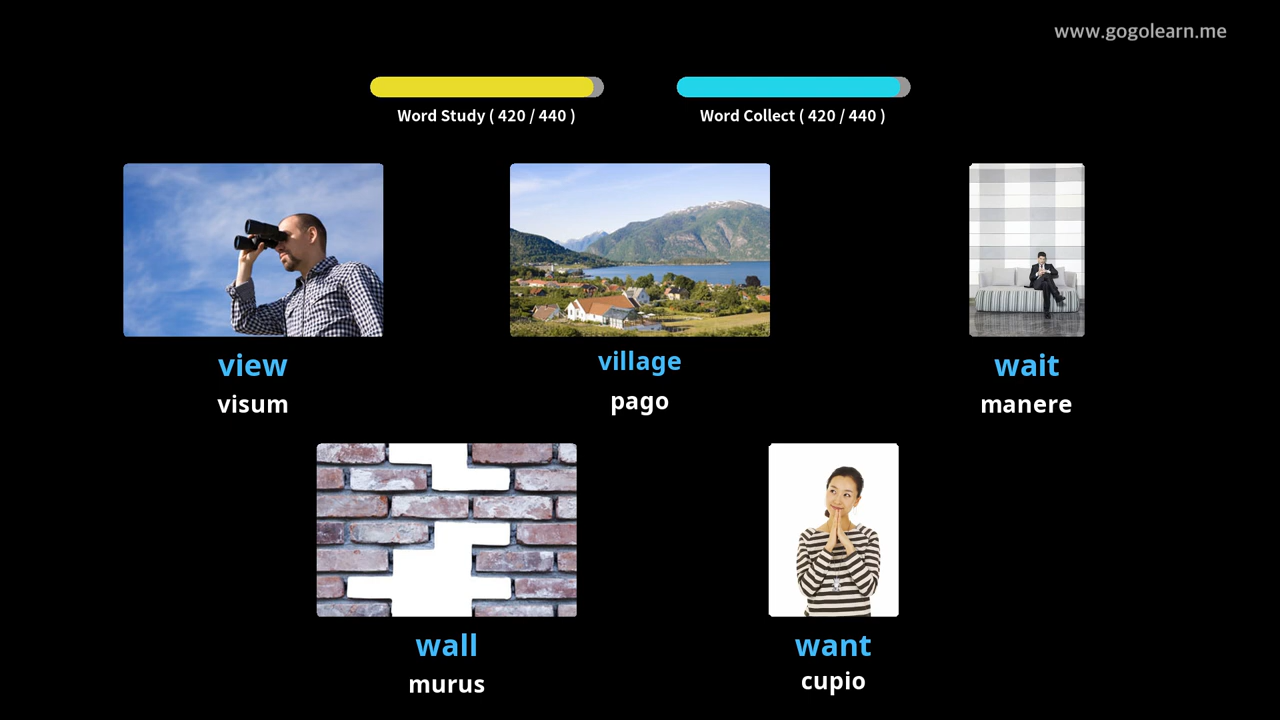 www.gogolearn.me
Word Study ( 420 / 440 )
Word Collect ( 420 / 440 )
view
visum
village
pago
wait
manere
wall
murus
want
cupio